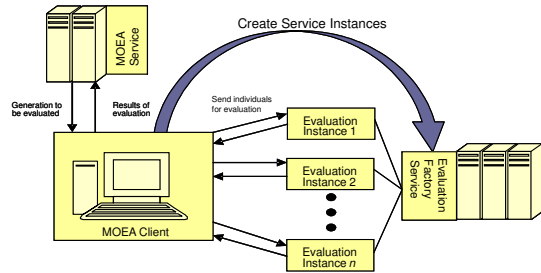 Create Service Instances
MOEA
Service
Generation to
be evaluated
Results of
evaluation
Send individuals
for evaluation
Evaluation
Instance 1
Evaluation
Instance 2
Evaluation
Instance n
Evaluation
Factory
Service
MOEA Client